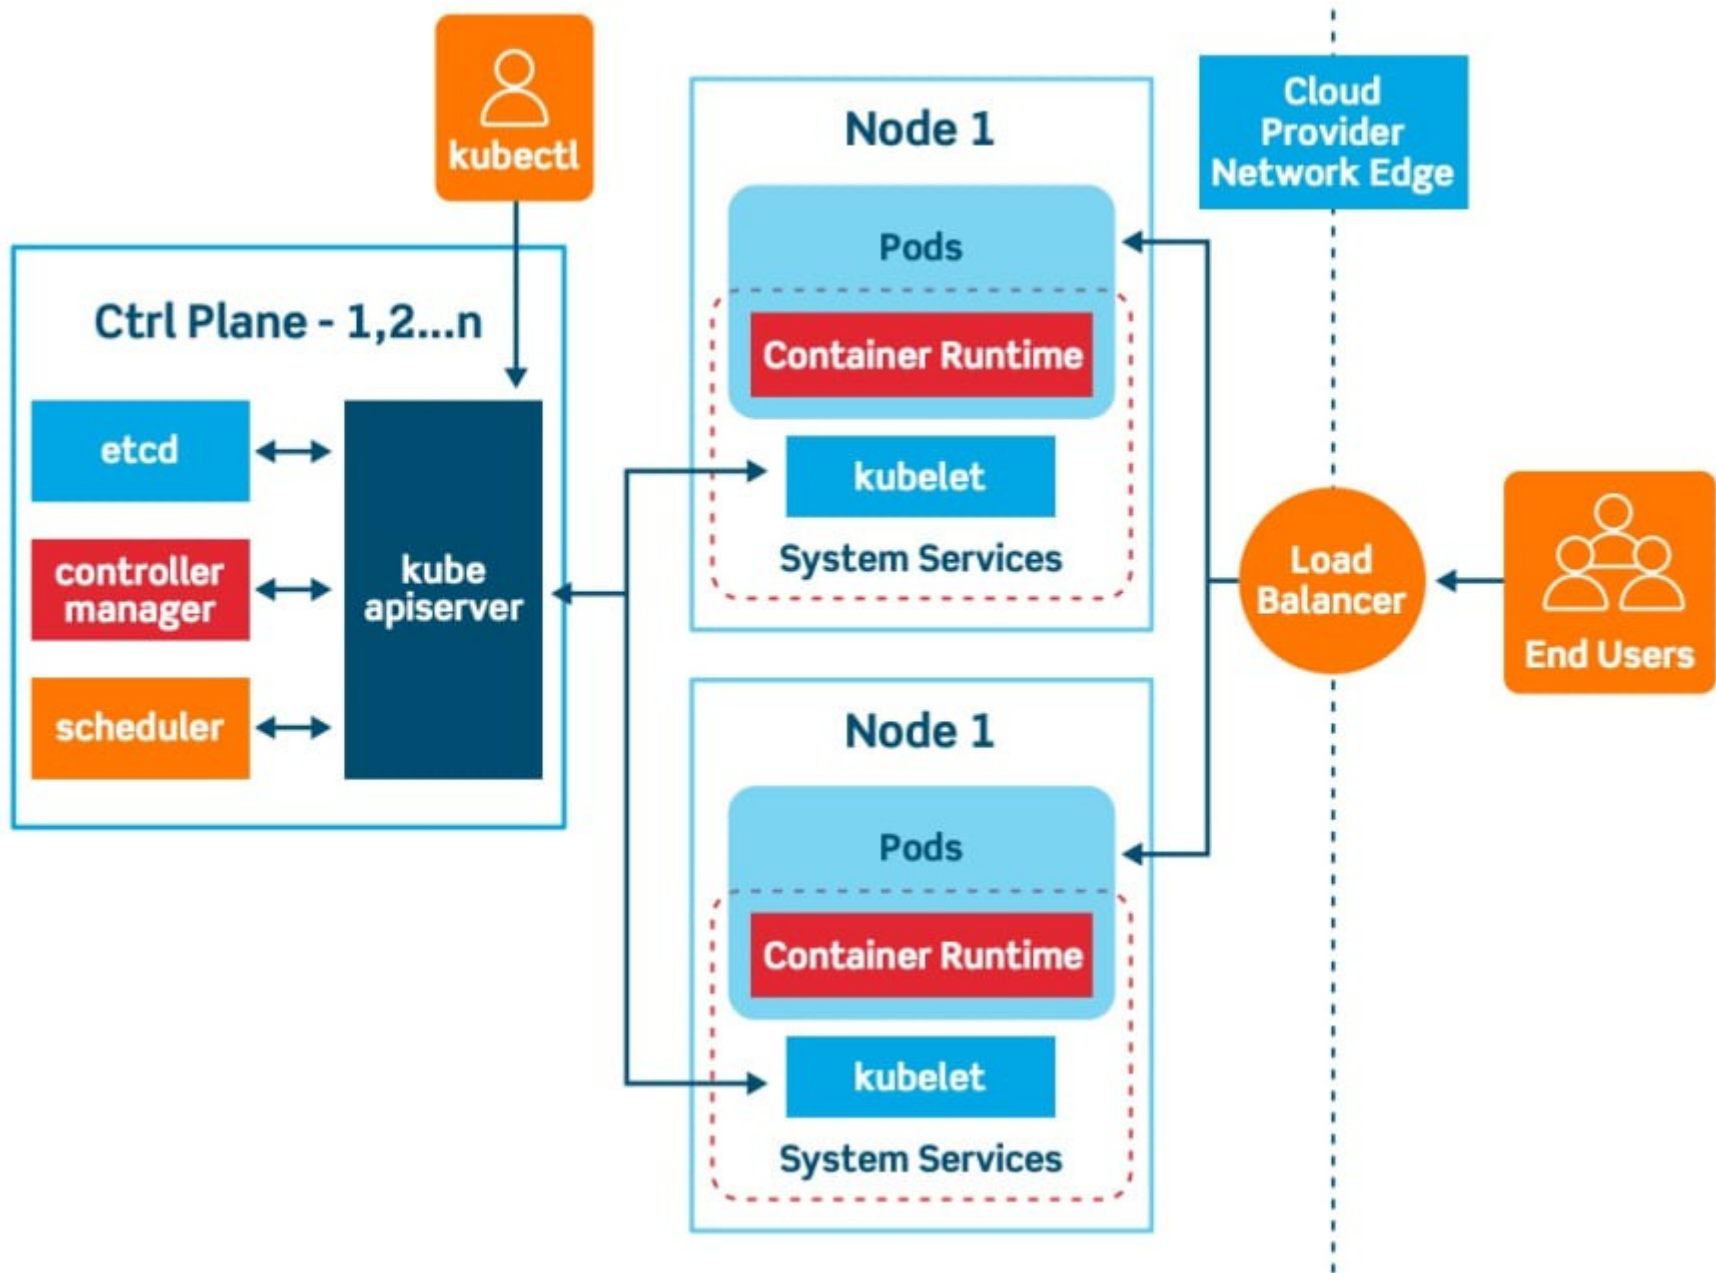 kubectl
Ctrl Plane - 1,2...n
etcd
controller
manager
scheduler
kube
apiserver
Node 1
Pods
Container Runtime
kubelet
System Services
Node 1
Pods
Container Runtime
kubelet
System Services
Cloud
Provider
Network Edge
Load
Balancer
End Users